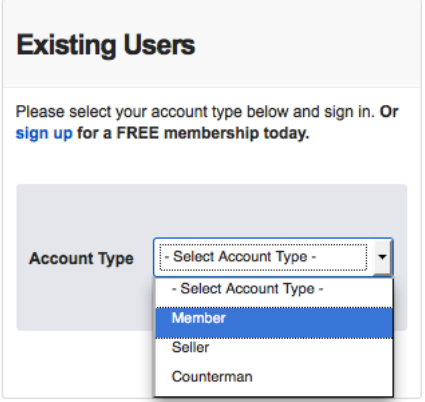 Existing Users
Please select your account type below and sign in. Or
sign up for a FREE membership today.
Account Type
- Select Account Type -
- Select Account Type -
Member
Seller
Counterman